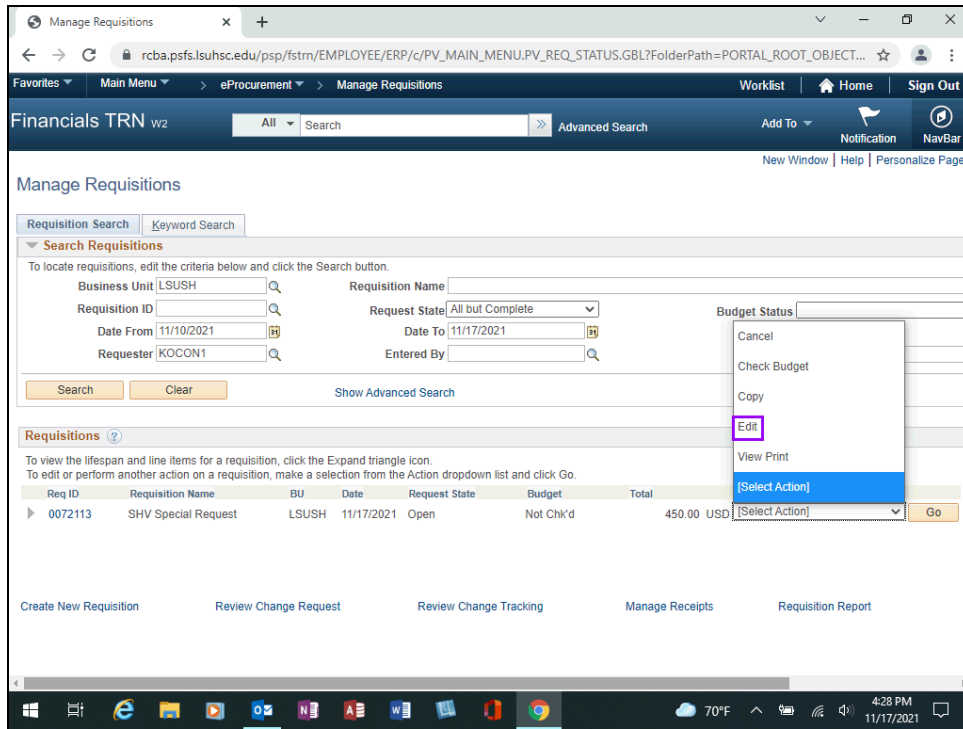 Manage Requisitions
rcba.psfs.lsuhsc.edu/psp/fstrn/EMPLOYEE/ERP/c/PV_MAIN_MENU.PV_REQ_STATUS.GBL?FolderPath=PORTAL_ROOT_OBJECT...
Favorites Main Menu > eProcurement > Manage Requisitions Worklist Home Sign Out
Financials TRN W2 All Search Advanced Search Add To Notification NavBar
New Window | Help | Personalize Page
Manage Requisitions
Requisition Search Keyword Search
Search Requisitions
To locate requisitions, edit the criteria below and click the Search button.
Business Unit LSUSH Requisition Name
Requisition ID Request State All but Complete Budget Status
Date From 11/10/2021 Date To 11/17/2021
Requester KOCON1 Entered By
Cancel
Check Budget
Copy
Edit
View Print
[Select Action]
Search Clear Show Advanced Search
Requisitions
To view the lifespan and line items for a requisition, click the Expand triangle icon.
To edit or perform another action on a requisition, make a selection from the Action dropdown list and click Go.
Req ID Requisition Name BU Date Request State Budget Total
0072113 SHV Special Request LSUSH 11/17/2021 Open Not Chk'd 450.00 USD [Select Action] Go
Create New Requisition Review Change Request Review Change Tracking Manage Receipts Requisition Report
70°F 4:28 PM
11/17/2021